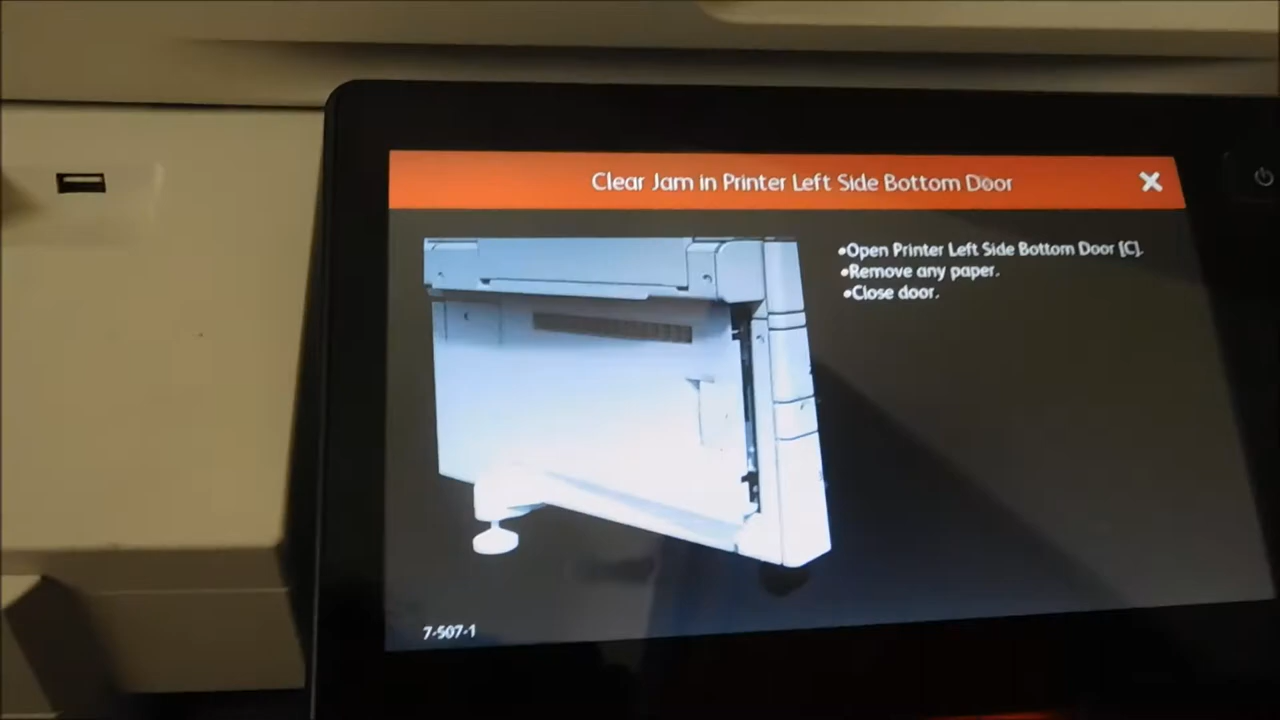 Clear Jam in Printer Left Side Bottom Door
•Open Printer Left Side Bottom Door [C].
•Remove any paper.
•Close door.
7-507-1